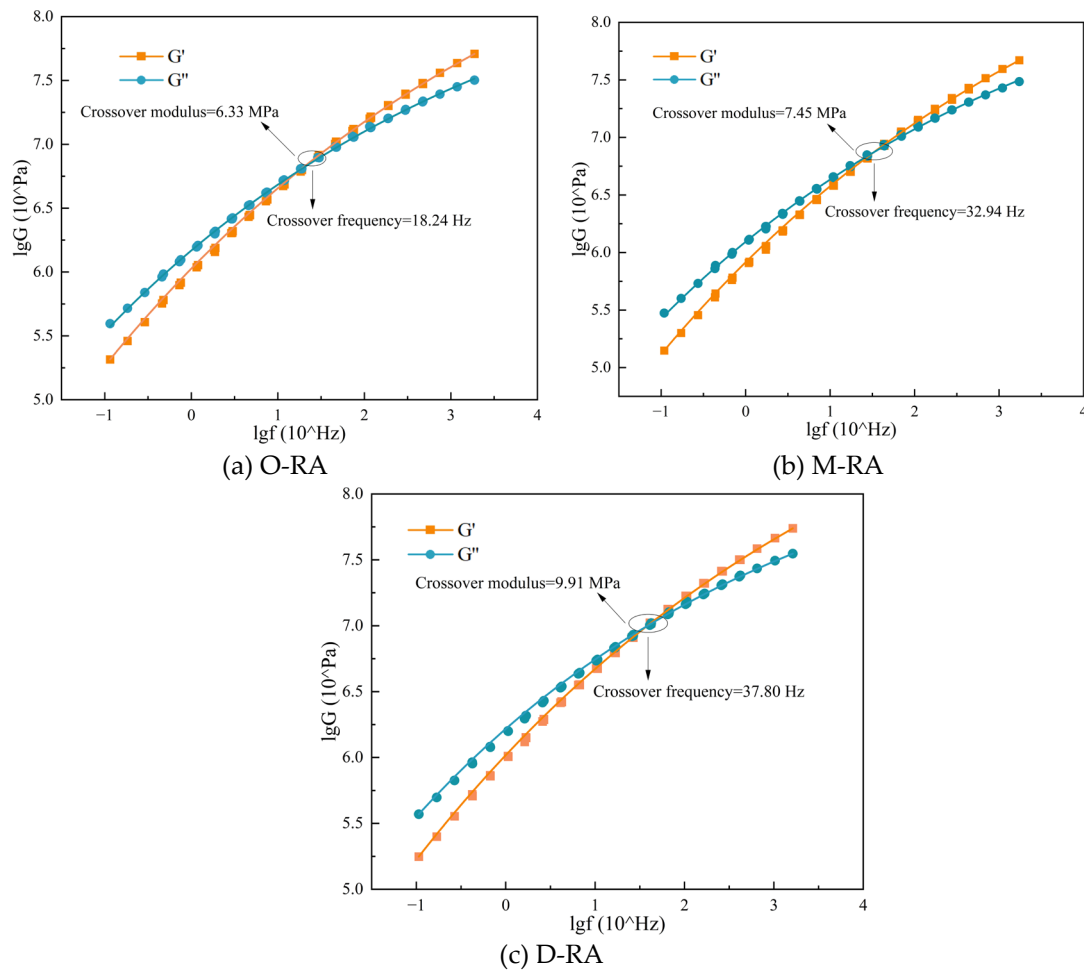 8.0
7.5
7.0
6.5
6.0
5.5
5.0
lgG (10^Pa)
G'
G"
Crossover modulus=6.33 MPa
Crossover frequency=18.24 Hz
−1 0 1 2 3 4
lgf (10^Hz)
(a) O-RA
8.0
7.5
7.0
6.5
6.0
5.5
5.0
lgG (10^Pa)
G'
G"
Crossover modulus=7.45 MPa
Crossover frequency=32.94 Hz
−1 0 1 2 3 4
lgf (10^Hz)
(b) M-RA
8.0
7.5
7.0
6.5
6.0
5.5
5.0
lgG (10^Pa)
G'
G"
Crossover modulus=9.91 MPa
Crossover frequency=37.80 Hz
−1 0 1 2 3 4
lgf (10^Hz)
(c) D-RA